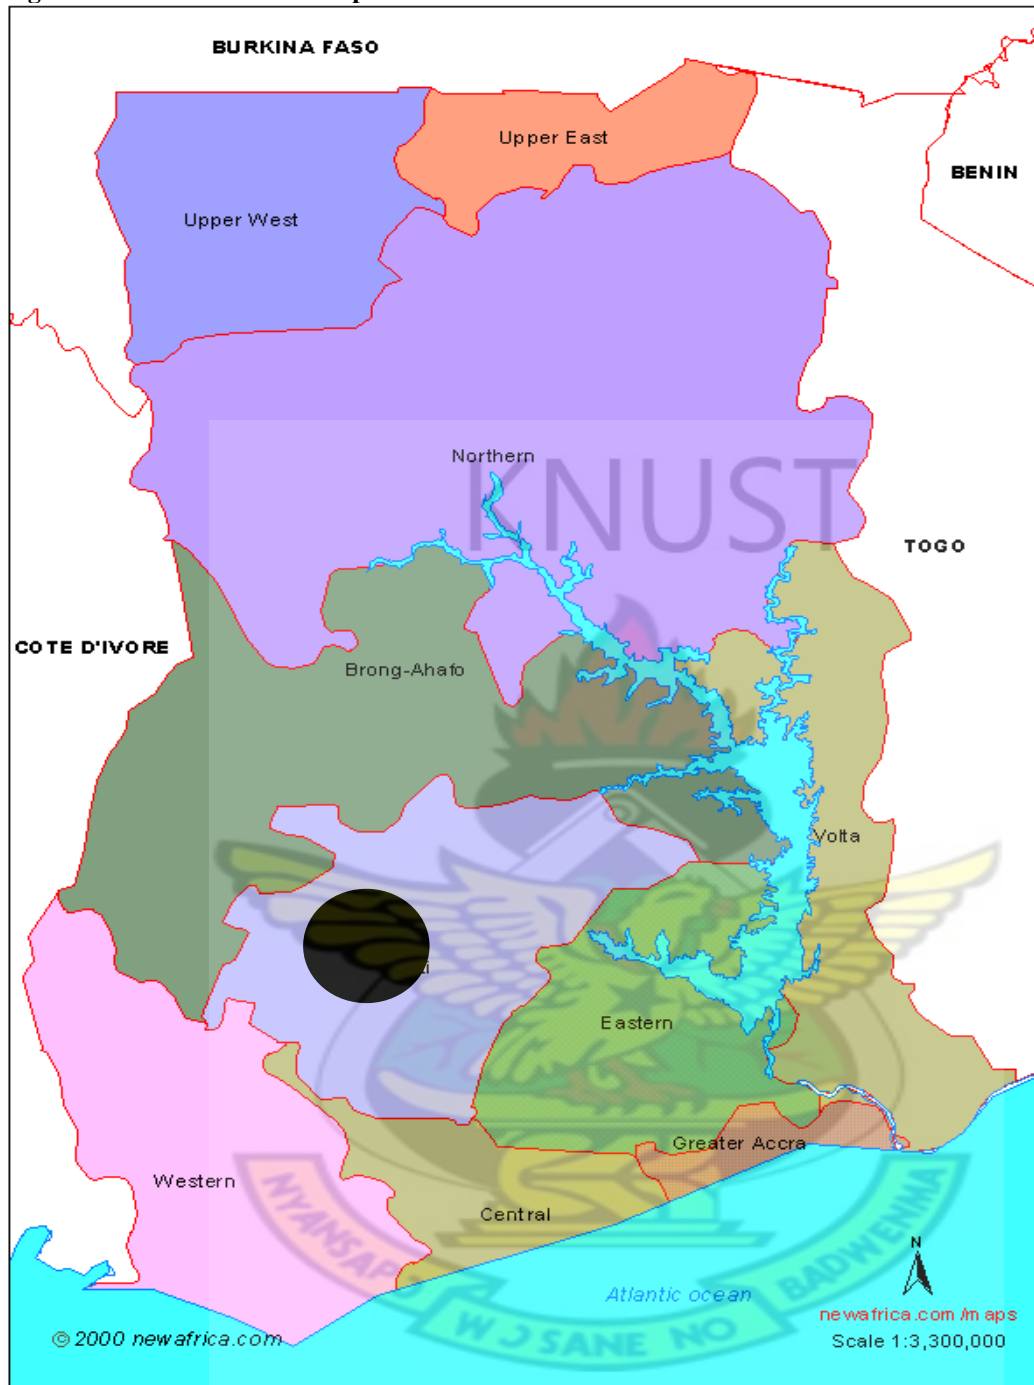 BURKINA FASO
Upper East
BENIN
Upper West
Northern
KNUST
TOGO
COTE D'IVORE
Brong-Ahafo
Volta
Eastern
Greater Accra
Western
Central
NYANSAPO
WƆSANE NO
BADWENMA
N
Atlantic ocean
newafrica.com/maps
© 2000 newafrica.com
Scale 1:3,300,000